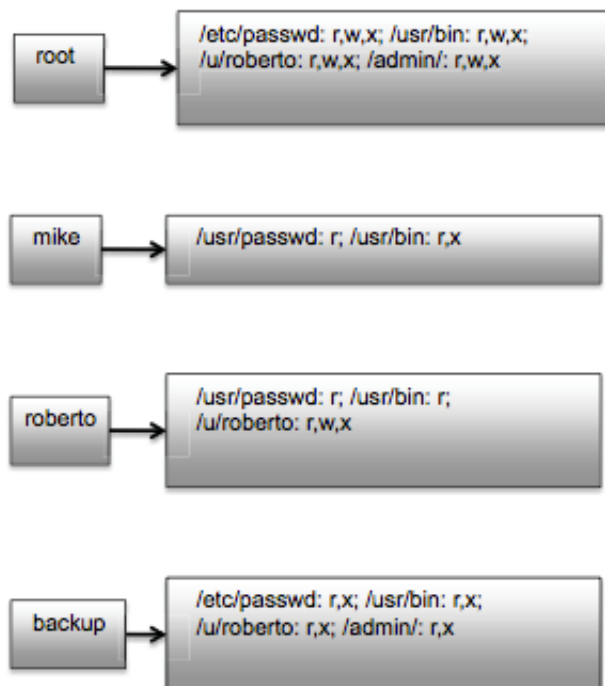 root
/etc/passwd: r,w,x; /usr/bin: r,w,x;
/u/roberto: r,w,x; /admin/: r,w,x
mike
/usr/passwd: r; /usr/bin: r,x
roberto
/usr/passwd: r; /usr/bin: r;
/u/roberto: r,w,x
backup
/etc/passwd: r,x; /usr/bin: r,x;
/u/roberto: r,x; /admin/: r,x